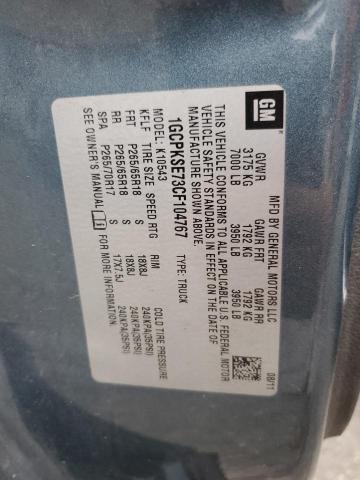 GM
MFD BY GENERAL MOTORS LLC 08/11
GVWR GAWR FRT GAWR RR
3175 KG 1792 KG 1792 KG
7000 LB 3950 LB 3950 LB
THIS VEHICLE CONFORMS TO ALL APPLICABLE U.S. FEDERAL MOTOR
VEHICLE SAFETY STANDARDS IN EFFECT ON THE DATE OF
MANUFACTURE SHOWN ABOVE.
1GCPKSE73CF104767 TYPE: TRUCK
MODEL: K10543
KFLF TIRE SIZE SPEED RTG RIM COLD TIRE PRESSURE
FRT P265/65R18 S 18X8J 240KPA(35PSI)
RR P265/65R18 S 18X8J 240KPA(35PSI)
SPA P265/70R17 S 17X7.5J 240KPA(35PSI)
SEE OWNER'S MANUAL FOR MORE INFORMATION.